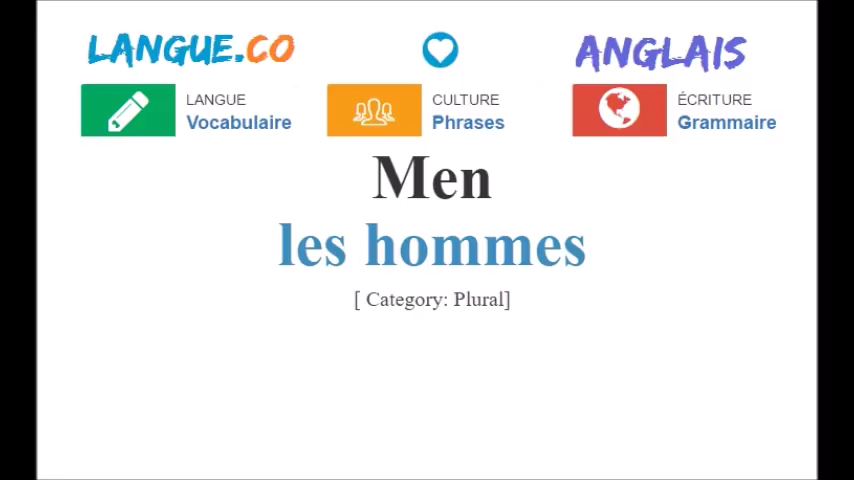 LANGUE.CO ANGLAIS
LANGUE CULTURE ÉCRITURE
Vocabulaire Phrases Grammaire
Men
les hommes
[ Category: Plural]